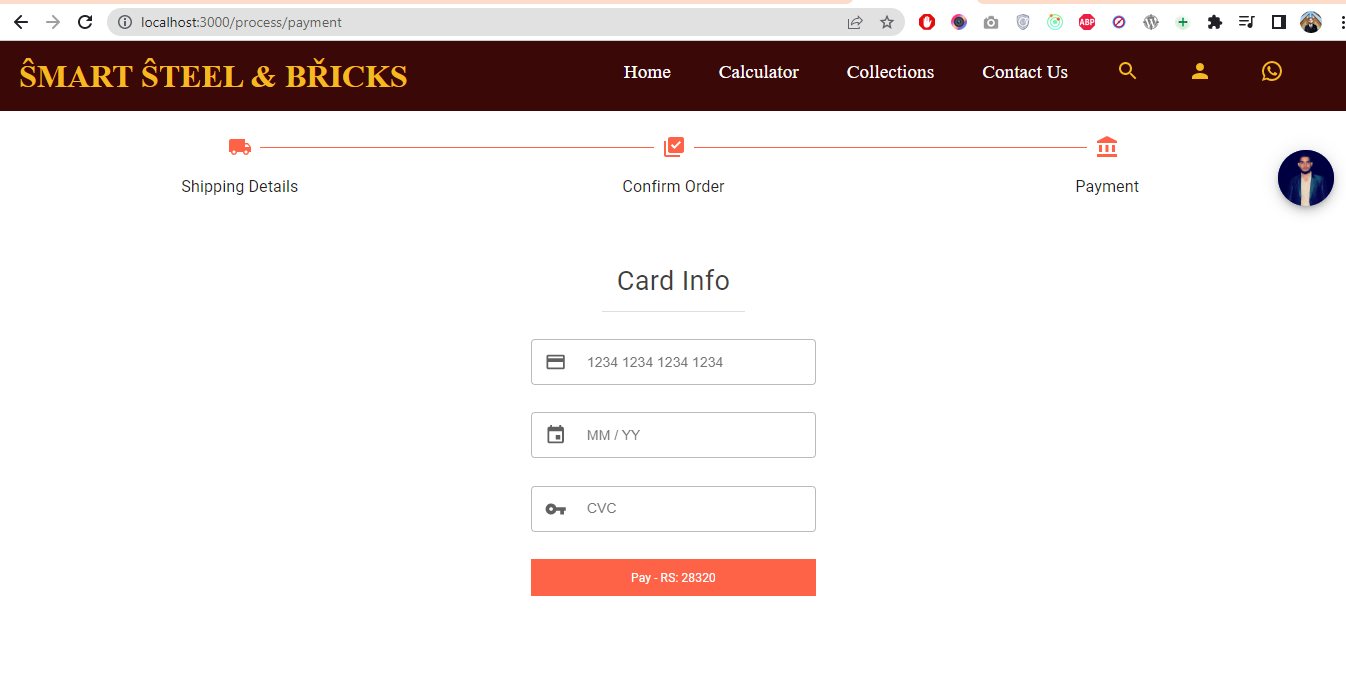 localhost:3000/process/payment
ABP
ŜMART ŜTEEL & BŘICKS
Home
Calculator
Collections
Contact Us
Shipping Details
Confirm Order
Payment
Card Info
1234 1234 1234 1234
MM / YY
CVC
Pay - RS: 28320